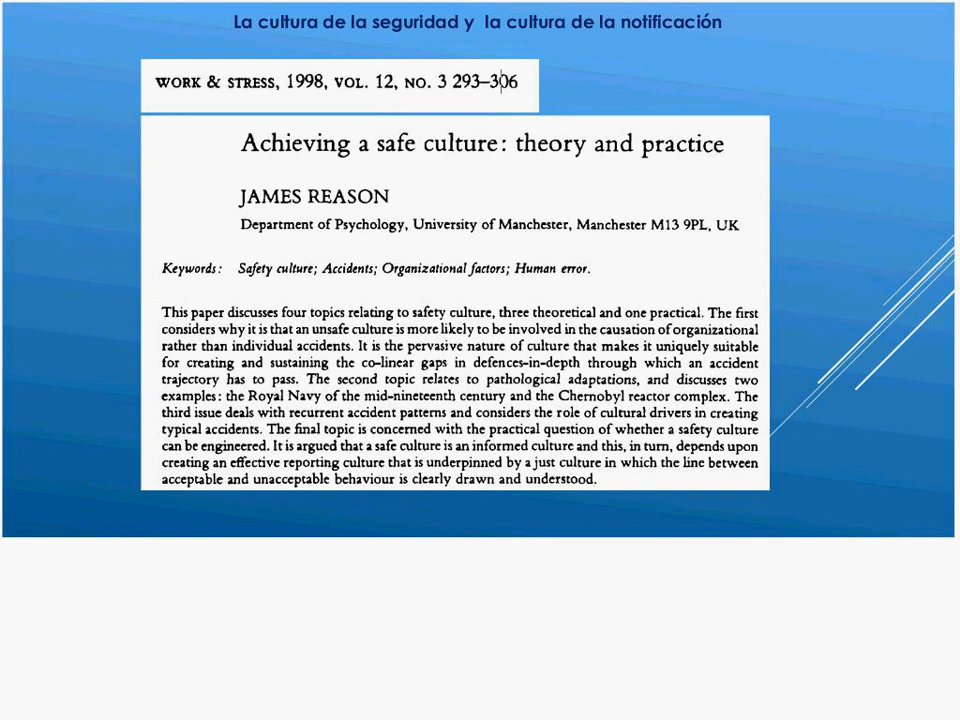 La cultura de la seguridad y la cultura de la notificación
WORK & STRESS, 1998, VOL. 12, NO. 3 293–306
Achieving a safe culture: theory and practice
JAMES REASON
Department of Psychology, University of Manchester, Manchester M13 9PL, UK
Keywords: Safety culture; Accidents; Organizational factors; Human error.
This paper discusses four topics relating to safety culture, three theoretical and one practical. The first
considers why it is that an unsafe culture is more likely to be involved in the causation of organizational
rather than individual accidents. It is the pervasive nature of culture that makes it uniquely suitable
for creating and sustaining the co-linear gaps in defences-in-depth through which an accident
trajectory has to pass. The second topic relates to pathological adaptations, and discusses two
examples: the Royal Navy of the mid-nineteenth century and the Chernobyl reactor complex. The
third issue deals with recurrent accident patterns and considers the role of cultural drivers in creating
typical accidents. The final topic is concerned with the practical question of whether a safety culture
can be engineered. It is argued that a safe culture is an informed culture and this, in turn, depends upon
creating an effective reporting culture that is underpinned by a just culture in which the line between
acceptable and unacceptable behaviour is clearly drawn and understood.